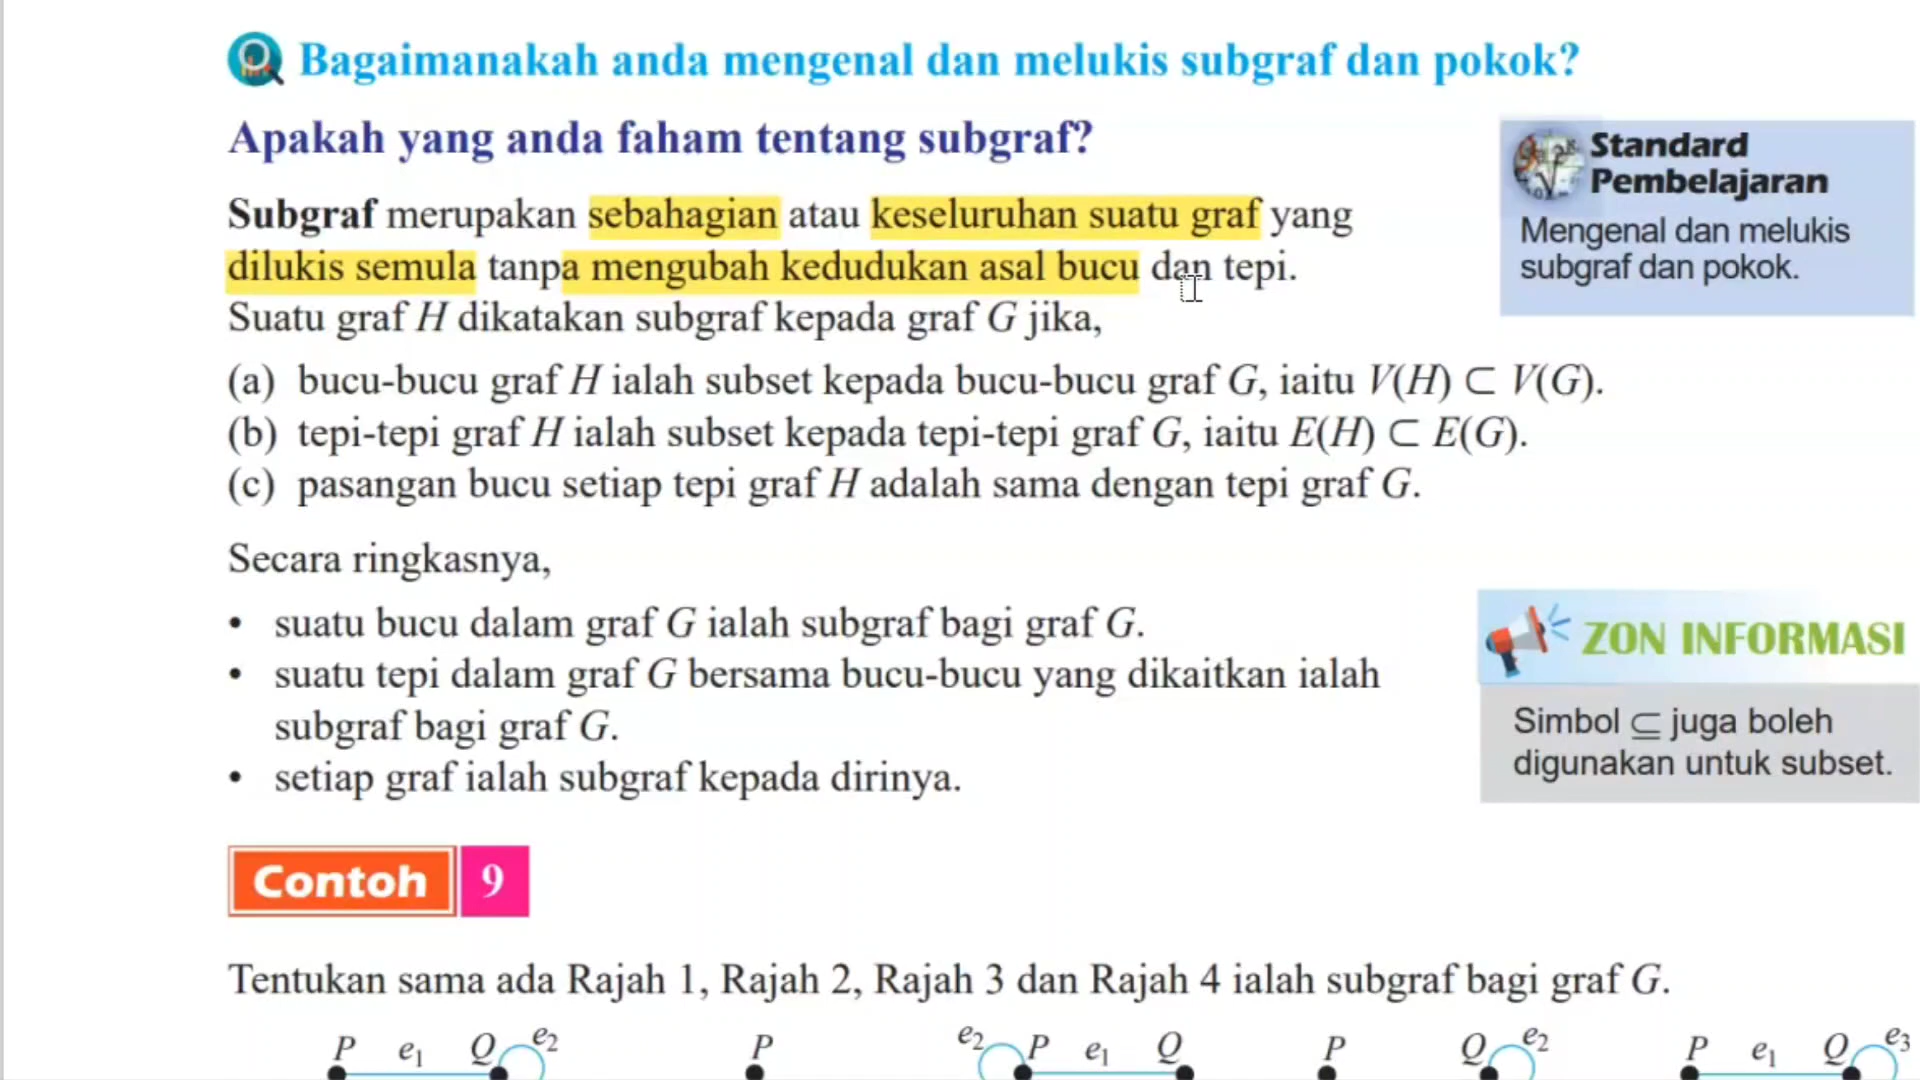 Bagaimanakah anda mengenal dan melukis subgraf dan pokok?
Apakah yang anda faham tentang subgraf?
Subgraf merupakan sebahagian atau keseluruhan suatu graf yang
dilukis semula tanpa mengubah kedudukan asal bucu dan tepi.
Suatu graf H dikatakan subgraf kepada graf G jika,
(a) bucu-bucu graf H ialah subset kepada bucu-bucu graf G, iaitu V(H) ⊂ V(G).
(b) tepi-tepi graf H ialah subset kepada tepi-tepi graf G, iaitu E(H) ⊂ E(G).
(c) pasangan bucu setiap tepi graf H adalah sama dengan tepi graf G.
Standard
Pembelajaran
Mengenal dan melukis
subgraf dan pokok.
Secara ringkasnya,
• suatu bucu dalam graf G ialah subgraf bagi graf G.
• suatu tepi dalam graf G bersama bucu-bucu yang dikaitkan ialah
subgraf bagi graf G.
• setiap graf ialah subgraf kepada dirinya.
ZON INFORMASI
Simbol ⊆ juga boleh
digunakan untuk subset.
Contoh 9
Tentukan sama ada Rajah 1, Rajah 2, Rajah 3 dan Rajah 4 ialah subgraf bagi graf G.
P e₁ Q e₂ P e₂ P e₁ Q P Q e₂ P e₁ Q e₃